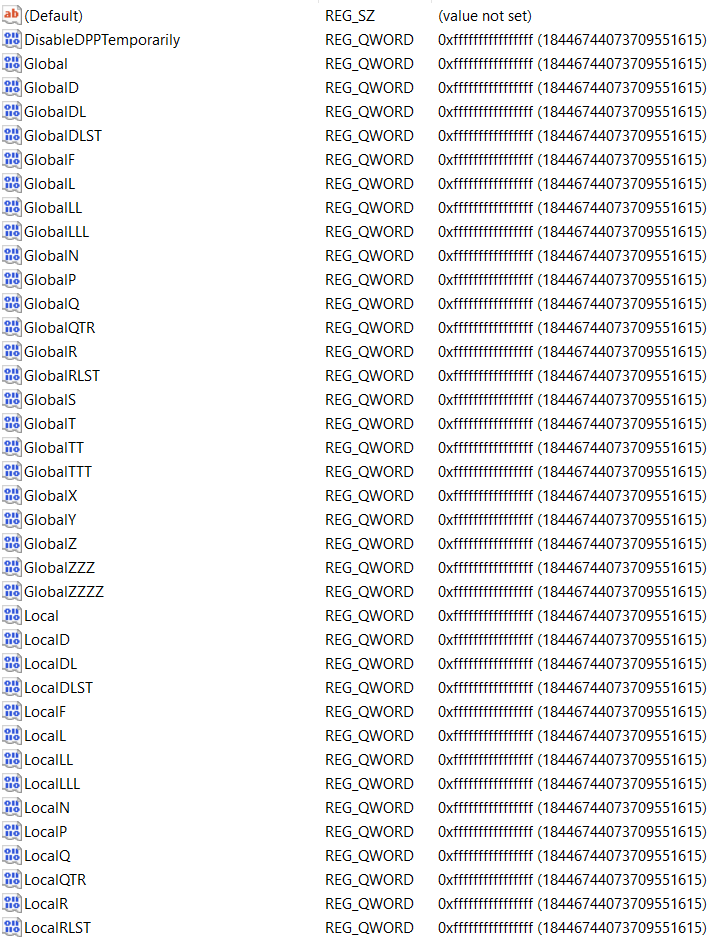 (Default) REG_SZ (value not set)
DisableDPPTemporarily REG_QWORD 0xffffffffffffffff (18446744073709551615)
Global REG_QWORD 0xffffffffffffffff (18446744073709551615)
GlobalD REG_QWORD 0xffffffffffffffff (18446744073709551615)
GlobalDL REG_QWORD 0xffffffffffffffff (18446744073709551615)
GlobalDLST REG_QWORD 0xffffffffffffffff (18446744073709551615)
GlobalF REG_QWORD 0xffffffffffffffff (18446744073709551615)
GlobalL REG_QWORD 0xffffffffffffffff (18446744073709551615)
GlobalLL REG_QWORD 0xffffffffffffffff (18446744073709551615)
GlobalLLL REG_QWORD 0xffffffffffffffff (18446744073709551615)
GlobalN REG_QWORD 0xffffffffffffffff (18446744073709551615)
GlobalP REG_QWORD 0xffffffffffffffff (18446744073709551615)
GlobalQ REG_QWORD 0xffffffffffffffff (18446744073709551615)
GlobalQTR REG_QWORD 0xffffffffffffffff (18446744073709551615)
GlobalR REG_QWORD 0xffffffffffffffff (18446744073709551615)
GlobalRLST REG_QWORD 0xffffffffffffffff (18446744073709551615)
GlobalS REG_QWORD 0xffffffffffffffff (18446744073709551615)
GlobalT REG_QWORD 0xffffffffffffffff (18446744073709551615)
GlobalTT REG_QWORD 0xffffffffffffffff (18446744073709551615)
GlobalTTT REG_QWORD 0xffffffffffffffff (18446744073709551615)
GlobalX REG_QWORD 0xffffffffffffffff (18446744073709551615)
GlobalY REG_QWORD 0xffffffffffffffff (18446744073709551615)
GlobalZ REG_QWORD 0xffffffffffffffff (18446744073709551615)
GlobalZZZ REG_QWORD 0xffffffffffffffff (18446744073709551615)
GlobalZZZZ REG_QWORD 0xffffffffffffffff (18446744073709551615)
Local REG_QWORD 0xffffffffffffffff (18446744073709551615)
LocalD REG_QWORD 0xffffffffffffffff (18446744073709551615)
LocalDL REG_QWORD 0xffffffffffffffff (18446744073709551615)
LocalDLST REG_QWORD 0xffffffffffffffff (18446744073709551615)
LocalF REG_QWORD 0xffffffffffffffff (18446744073709551615)
LocalL REG_QWORD 0xffffffffffffffff (18446744073709551615)
LocalLL REG_QWORD 0xffffffffffffffff (18446744073709551615)
LocalLLL REG_QWORD 0xffffffffffffffff (18446744073709551615)
LocalN REG_QWORD 0xffffffffffffffff (18446744073709551615)
LocalP REG_QWORD 0xffffffffffffffff (18446744073709551615)
LocalQ REG_QWORD 0xffffffffffffffff (18446744073709551615)
LocalQTR REG_QWORD 0xffffffffffffffff (18446744073709551615)
LocalR REG_QWORD 0xffffffffffffffff (18446744073709551615)
LocalRLST REG_QWORD 0xffffffffffffffff (18446744073709551615)